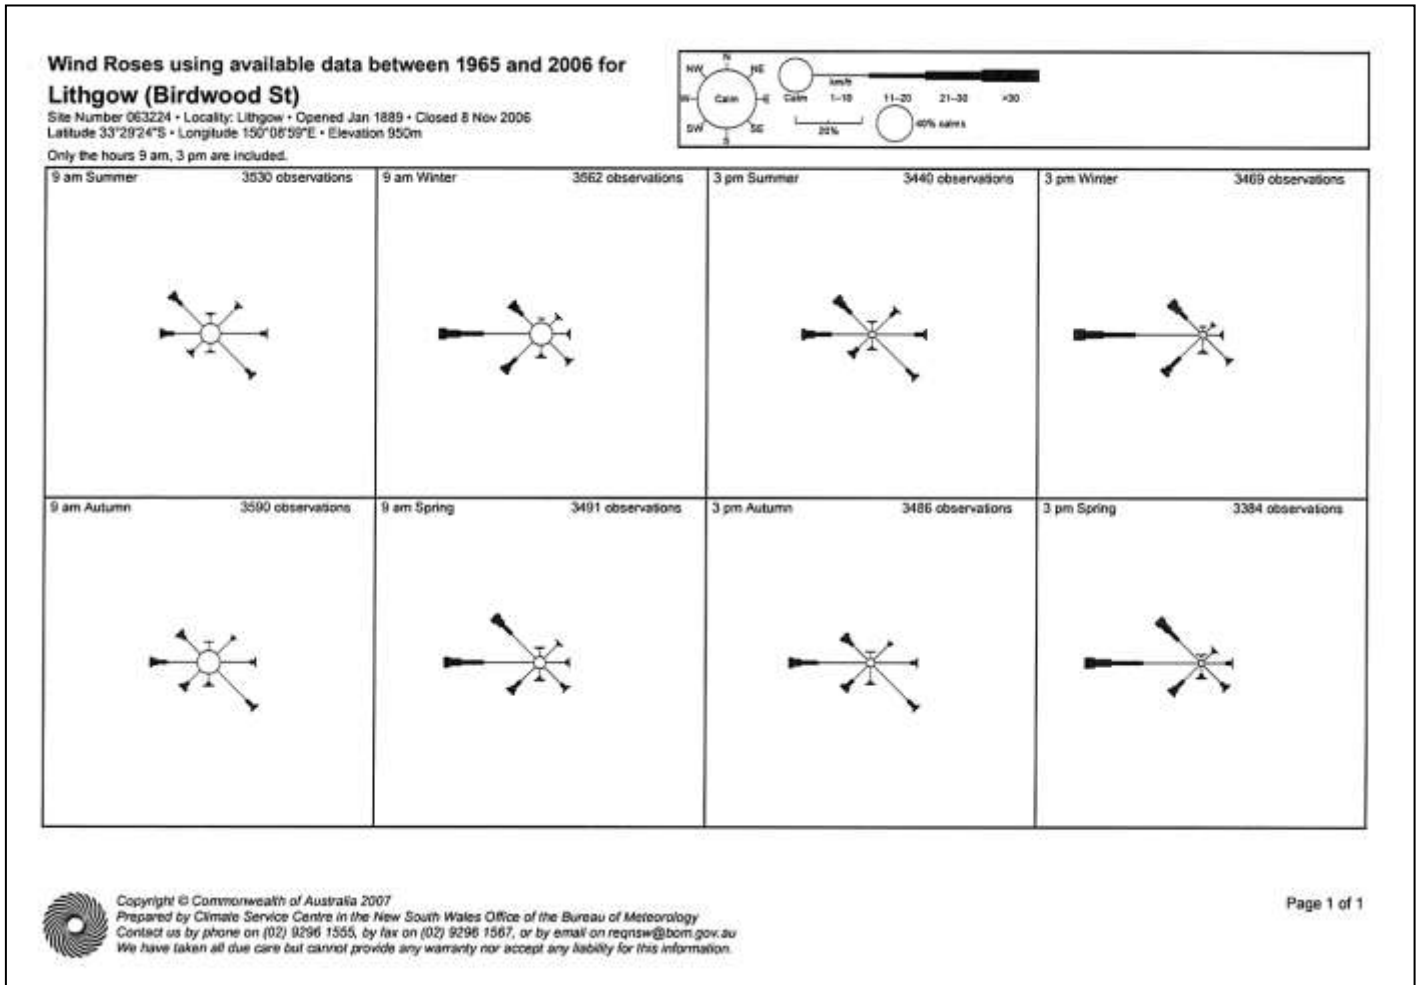 Wind Roses using available data between 1965 and 2006 for
Lithgow (Birdwood St)
Site Number 063224 • Locality: Lithgow • Opened Jan 1889 • Closed 8 Nov 2006
Latitude 33°29'24"S • Longitude 150°08'59"E • Elevation 950m
Only the hours 9 am, 3 pm are included.
N
NW NE
W Calm E
SW SE
S
km/h
Calm 1-10 11-20 21-30 >30
20% 40% calms
9 am Summer 3530 observations
9 am Winter 3562 observations
3 pm Summer 3440 observations
3 pm Winter 3469 observations
9 am Autumn 3590 observations
9 am Spring 3491 observations
3 pm Autumn 3486 observations
3 pm Spring 3384 observations
Copyright © Commonwealth of Australia 2007
Prepared by Climate Service Centre in the New South Wales Office of the Bureau of Meteorology
Contact us by phone on (02) 9296 1555, by fax on (02) 9296 1567, or by email on reqnsw@bom.gov.au
We have taken all due care but cannot provide any warranty nor accept any liability for this information.
Page 1 of 1